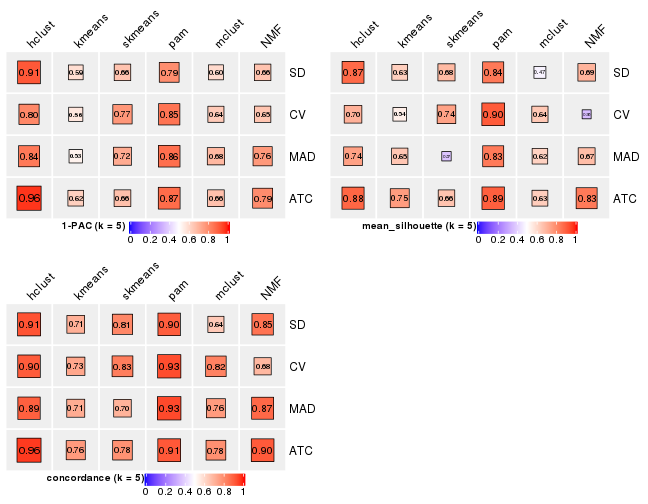 hclust kmeans skmeans pam mclust NMF
0.91 0.59 0.66 0.79 0.60 0.66 SD
0.80 0.56 0.77 0.85 0.64 0.65 CV
0.84 0.53 0.72 0.86 0.68 0.76 MAD
0.96 0.62 0.66 0.87 0.66 0.79 ATC
1-PAC (k = 5)
0 0.2 0.4 0.6 0.8 1
hclust kmeans skmeans pam mclust NMF
0.87 0.63 0.68 0.84 0.47 0.69 SD
0.70 0.54 0.74 0.90 0.64 CV
0.74 0.65 0.83 0.62 0.67 MAD
0.88 0.75 0.66 0.89 0.63 0.83 ATC
mean_silhouette (k = 5)
0 0.2 0.4 0.6 0.8 1
hclust kmeans skmeans pam mclust NMF
0.91 0.71 0.81 0.90 0.64 0.85 SD
0.90 0.73 0.83 0.93 0.82 0.68 CV
0.89 0.71 0.70 0.93 0.76 0.87 MAD
0.96 0.76 0.78 0.91 0.78 0.90 ATC
concordance (k = 5)
0 0.2 0.4 0.6 0.8 1